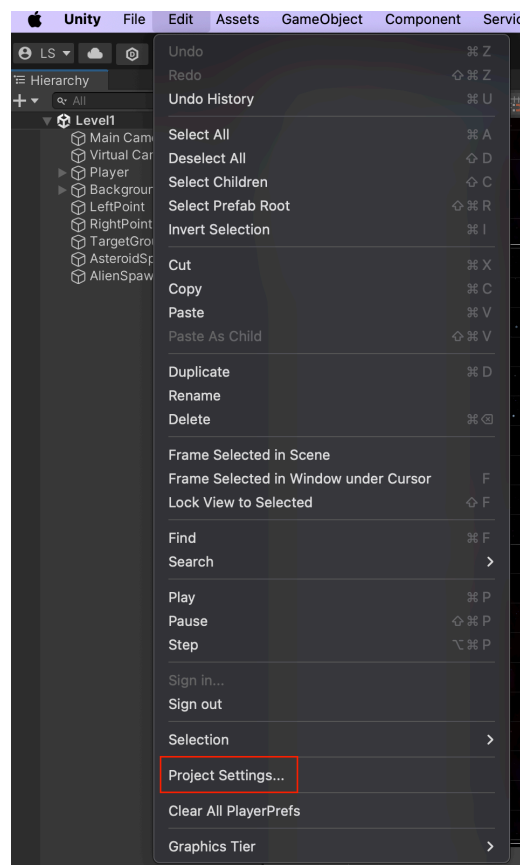 Unity File Edit Assets GameObject Component Servic
LS
Hierarchy
All
Level1
Main Cam
Virtual Car
Player
Backgroun
LeftPoint
RightPoint
TargetGrou
AsteroidSp
AlienSpaw
Undo ⌘ Z
Redo ⇧ ⌘ Z
Undo History ⌘ U
Select All ⌘ A
Deselect All ⇧ D
Select Children ⇧ C
Select Prefab Root ⇧ ⌘ R
Invert Selection ⌘ I
Cut ⌘ X
Copy ⌘ C
Paste ⌘ V
Paste As Child ⇧ ⌘ V
Duplicate ⌘ D
Rename
Delete ⌘ ⌫
Frame Selected in Scene
Frame Selected in Window under Cursor F
Lock View to Selected ⇧ F
Find ⌘ F
Search
Play ⌘ P
Pause ⇧ ⌘ P
Step ⌥ ⌘ P
Sign in...
Sign out
Selection
Project Settings...
Clear All PlayerPrefs
Graphics Tier